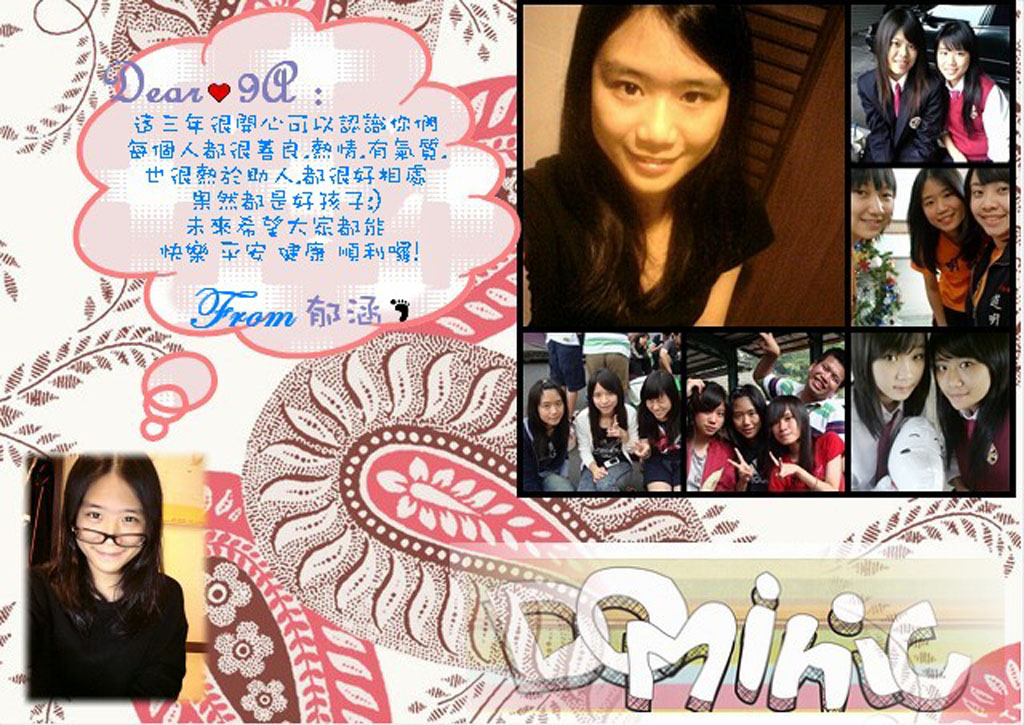 Dear♥9A：
這三年很開心可以認識你們
每個人都很善良.熱情.有氣質.
也很熱於助人.都很好相處
果然都是好孩子:)
未來希望大家都能
快樂 平安 健康 順利囉!
From 郁涵
DOMiNiC